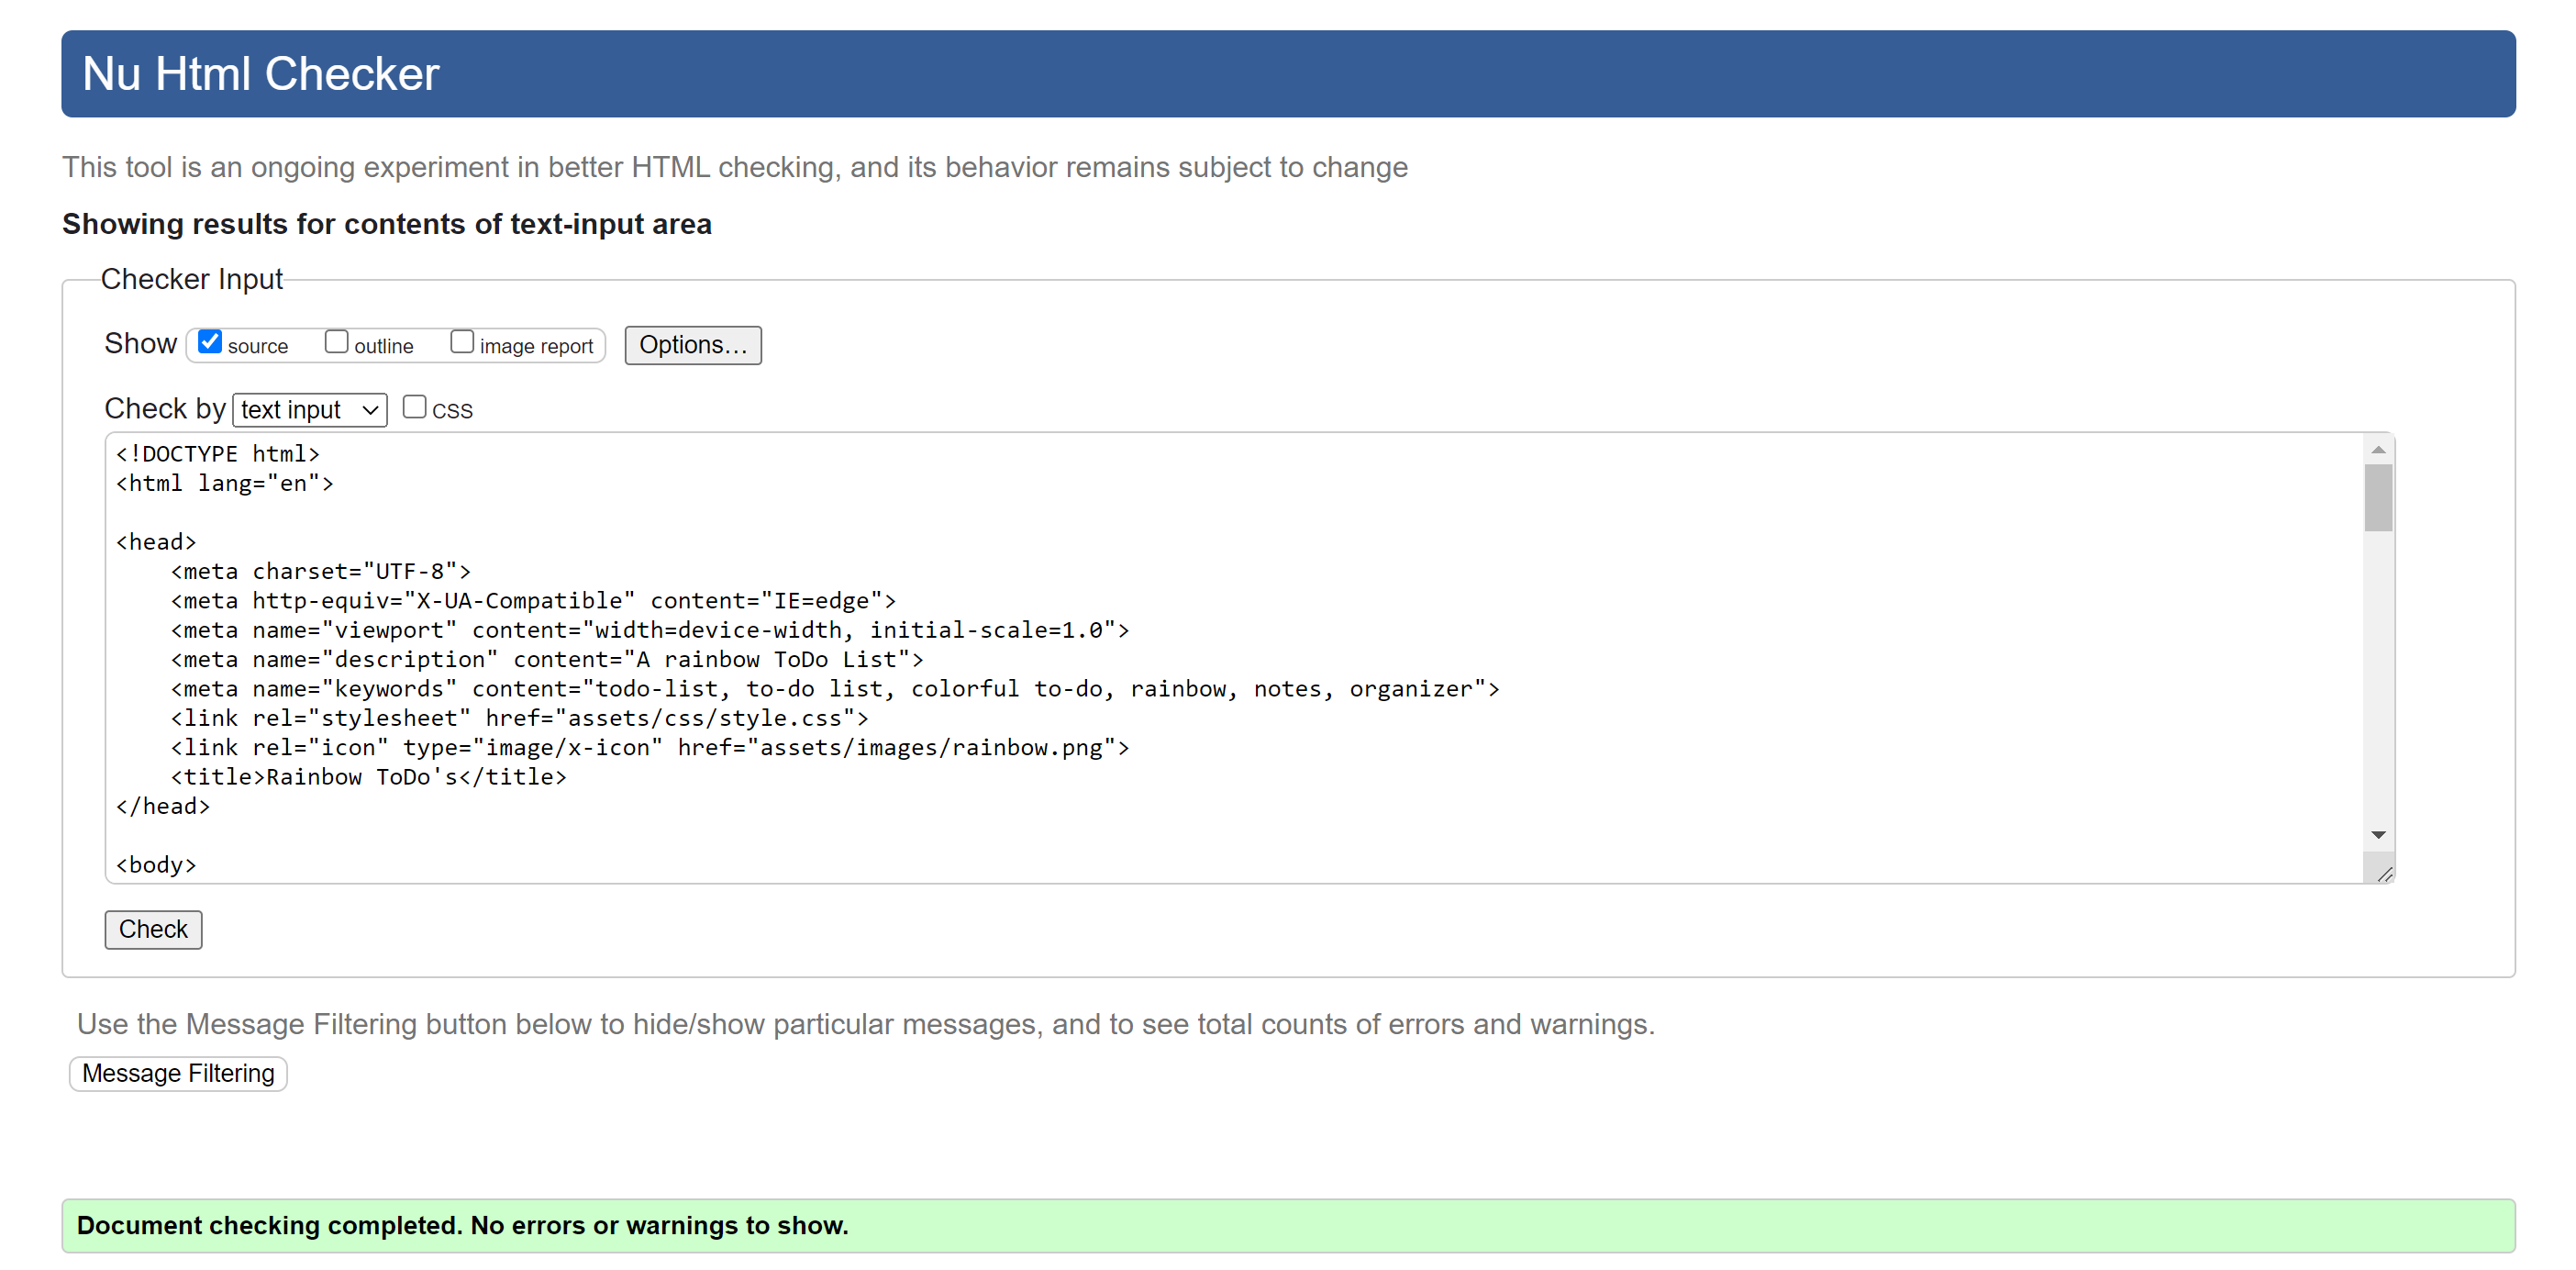 Nu Html Checker
This tool is an ongoing experiment in better HTML checking, and its behavior remains subject to change
Showing results for contents of text-input area
Checker Input
Show source outline image report Options...
Check by text input CSS
<!DOCTYPE html>
<html lang="en">
<head>
    <meta charset="UTF-8">
    <meta http-equiv="X-UA-Compatible" content="IE=edge">
    <meta name="viewport" content="width=device-width, initial-scale=1.0">
    <meta name="description" content="A rainbow ToDo List">
    <meta name="keywords" content="todo-list, to-do list, colorful to-do, rainbow, notes, organizer">
    <link rel="stylesheet" href="assets/css/style.css">
    <link rel="icon" type="image/x-icon" href="assets/images/rainbow.png">
    <title>Rainbow ToDo's</title>
</head>
<body>
Check
Use the Message Filtering button below to hide/show particular messages, and to see total counts of errors and warnings.
Message Filtering
Document checking completed. No errors or warnings to show.